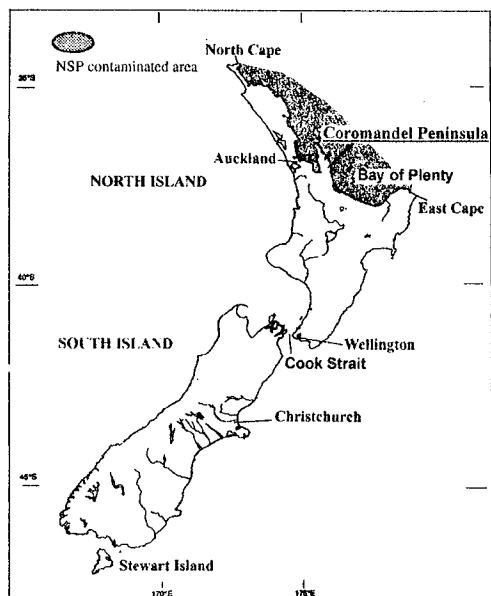 North Cape
NSP contaminated area
35°S
Coromandel Peninsula
Auckland
Bay of Plenty
NORTH ISLAND
East Cape
40°S
SOUTH ISLAND
Wellington
Cook Strait
Christchurch
45°S
Stewart Island
170°E
175°E